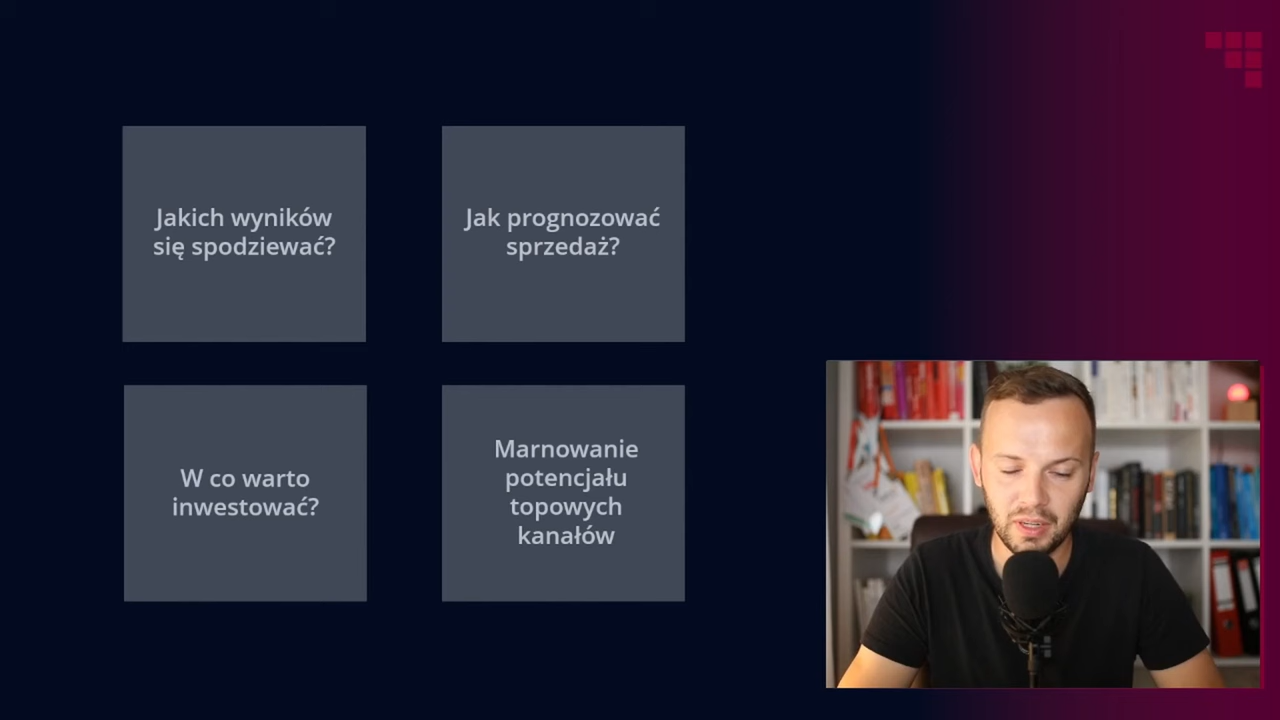 Jakich wyników
się spodziewać?
Jak prognozować
sprzedaż?
W co warto
inwestować?
Marnowanie
potencjału
topowych
kanałów